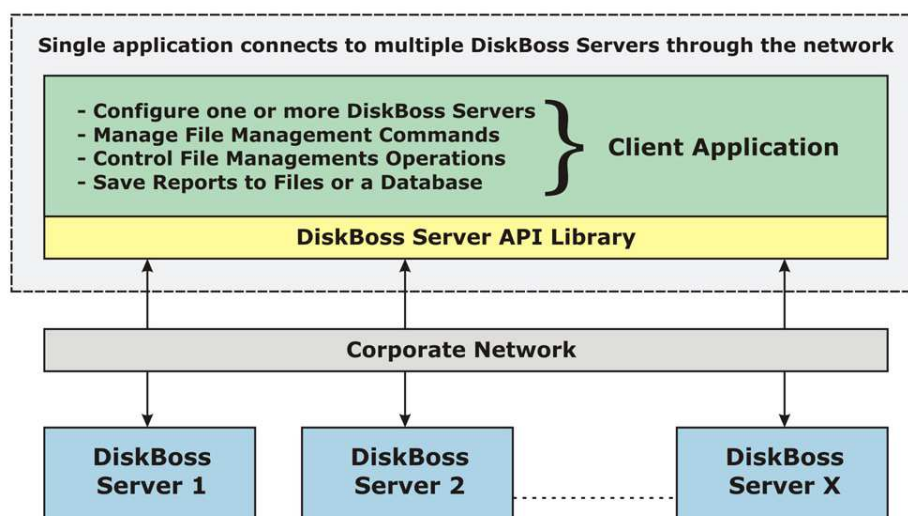 Single application connects to multiple DiskBoss Servers through the network
- Configure one or more DiskBoss Servers
- Manage File Management Commands
- Control File Managements Operations
- Save Reports to Files or a Database
Client Application
DiskBoss Server API Library
Corporate Network
DiskBoss
Server 1
DiskBoss
Server 2
DiskBoss
Server X